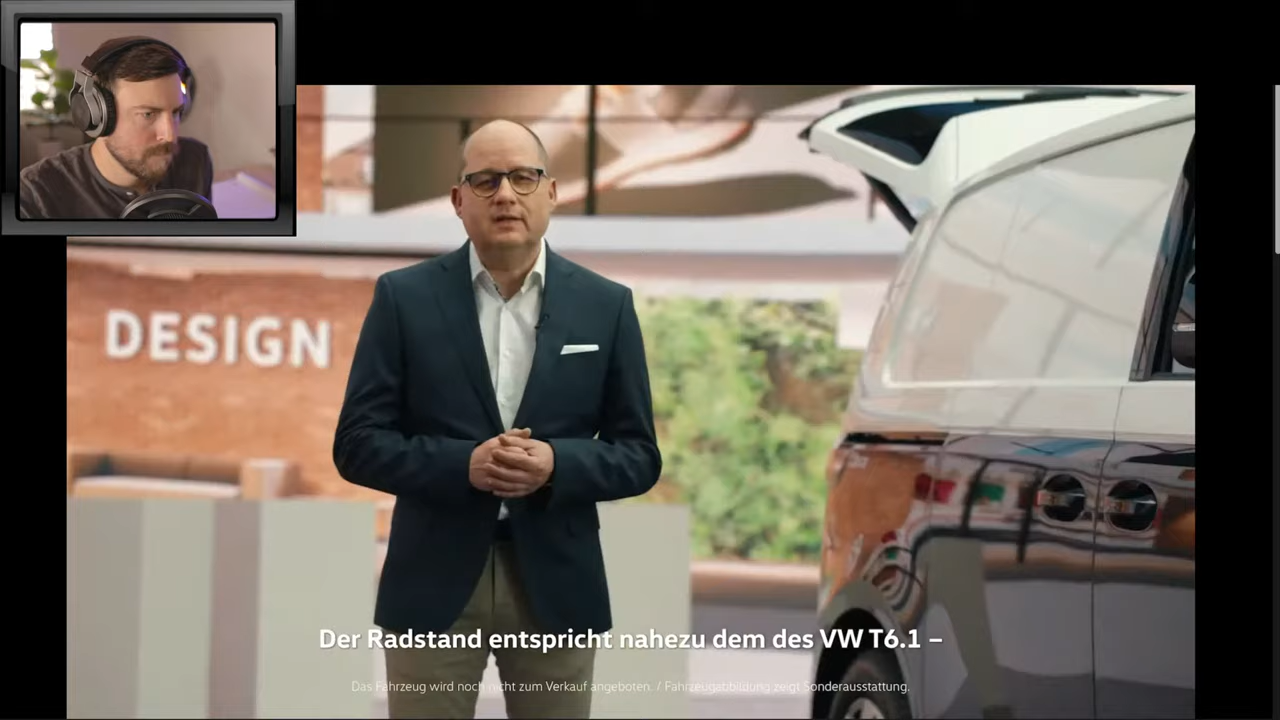 DESIGN
Der Radstand entspricht nahezu dem des VW T6.1 –
Das Fahrzeug wird noch nicht zum Verkauf angeboten. / Fahrzeugabbildung zeigt Sonderausstattung.